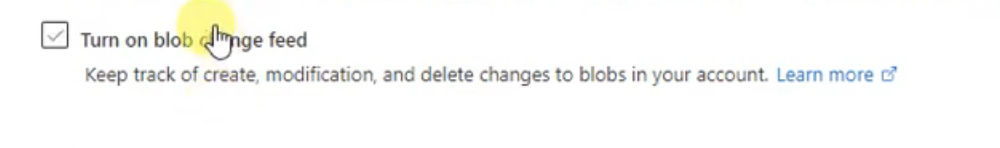 Turn on blob change feed
Keep track of create, modification, and delete changes to blobs in your account. Learn more